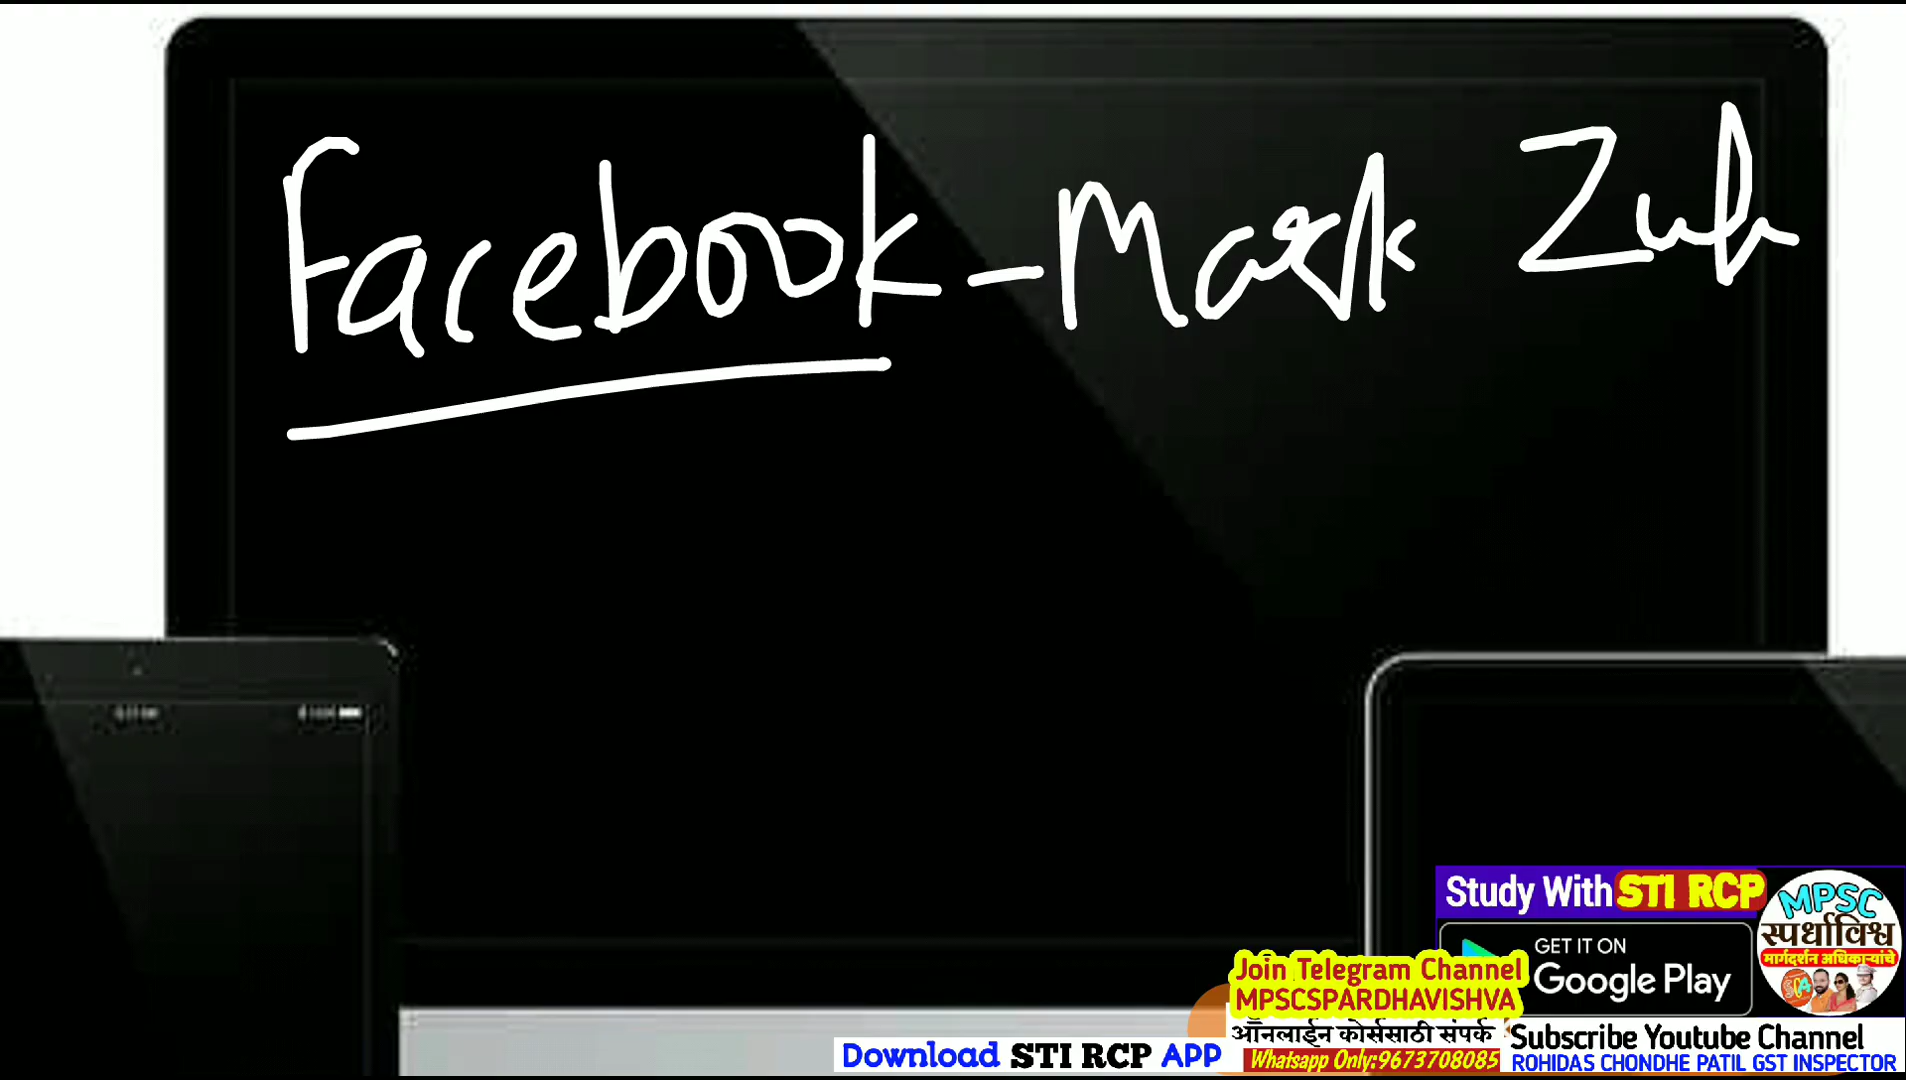 Facebook - Mark Zub
Study With STI RCP
MPSC
स्पर्धाविश्व
मार्गदर्शन अधिकाऱ्यांचे
GET IT ON
Google Play
Join Telegram Channel
MPSCSPARDHAVISHVA
ऑनलाईन कोर्ससाठी संपर्क
Whatsapp Only:9673708085
Download STI RCP APP
Subscribe Youtube Channel
ROHIDAS CHONDHE PATIL GST INSPECTOR